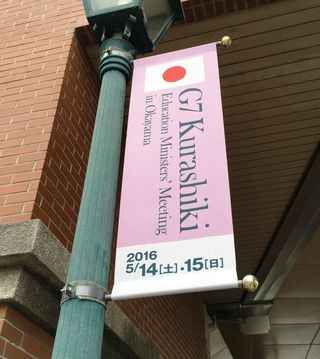 G7 Kurashiki
Education Ministers' Meeting
in Okayama
2016
5/14[土]・15[日]